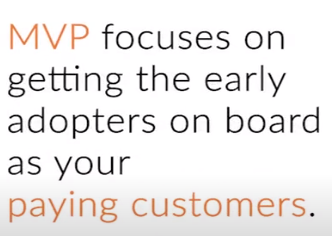 MVP focuses on
getting the early
adopters on board
as your
paying customers.